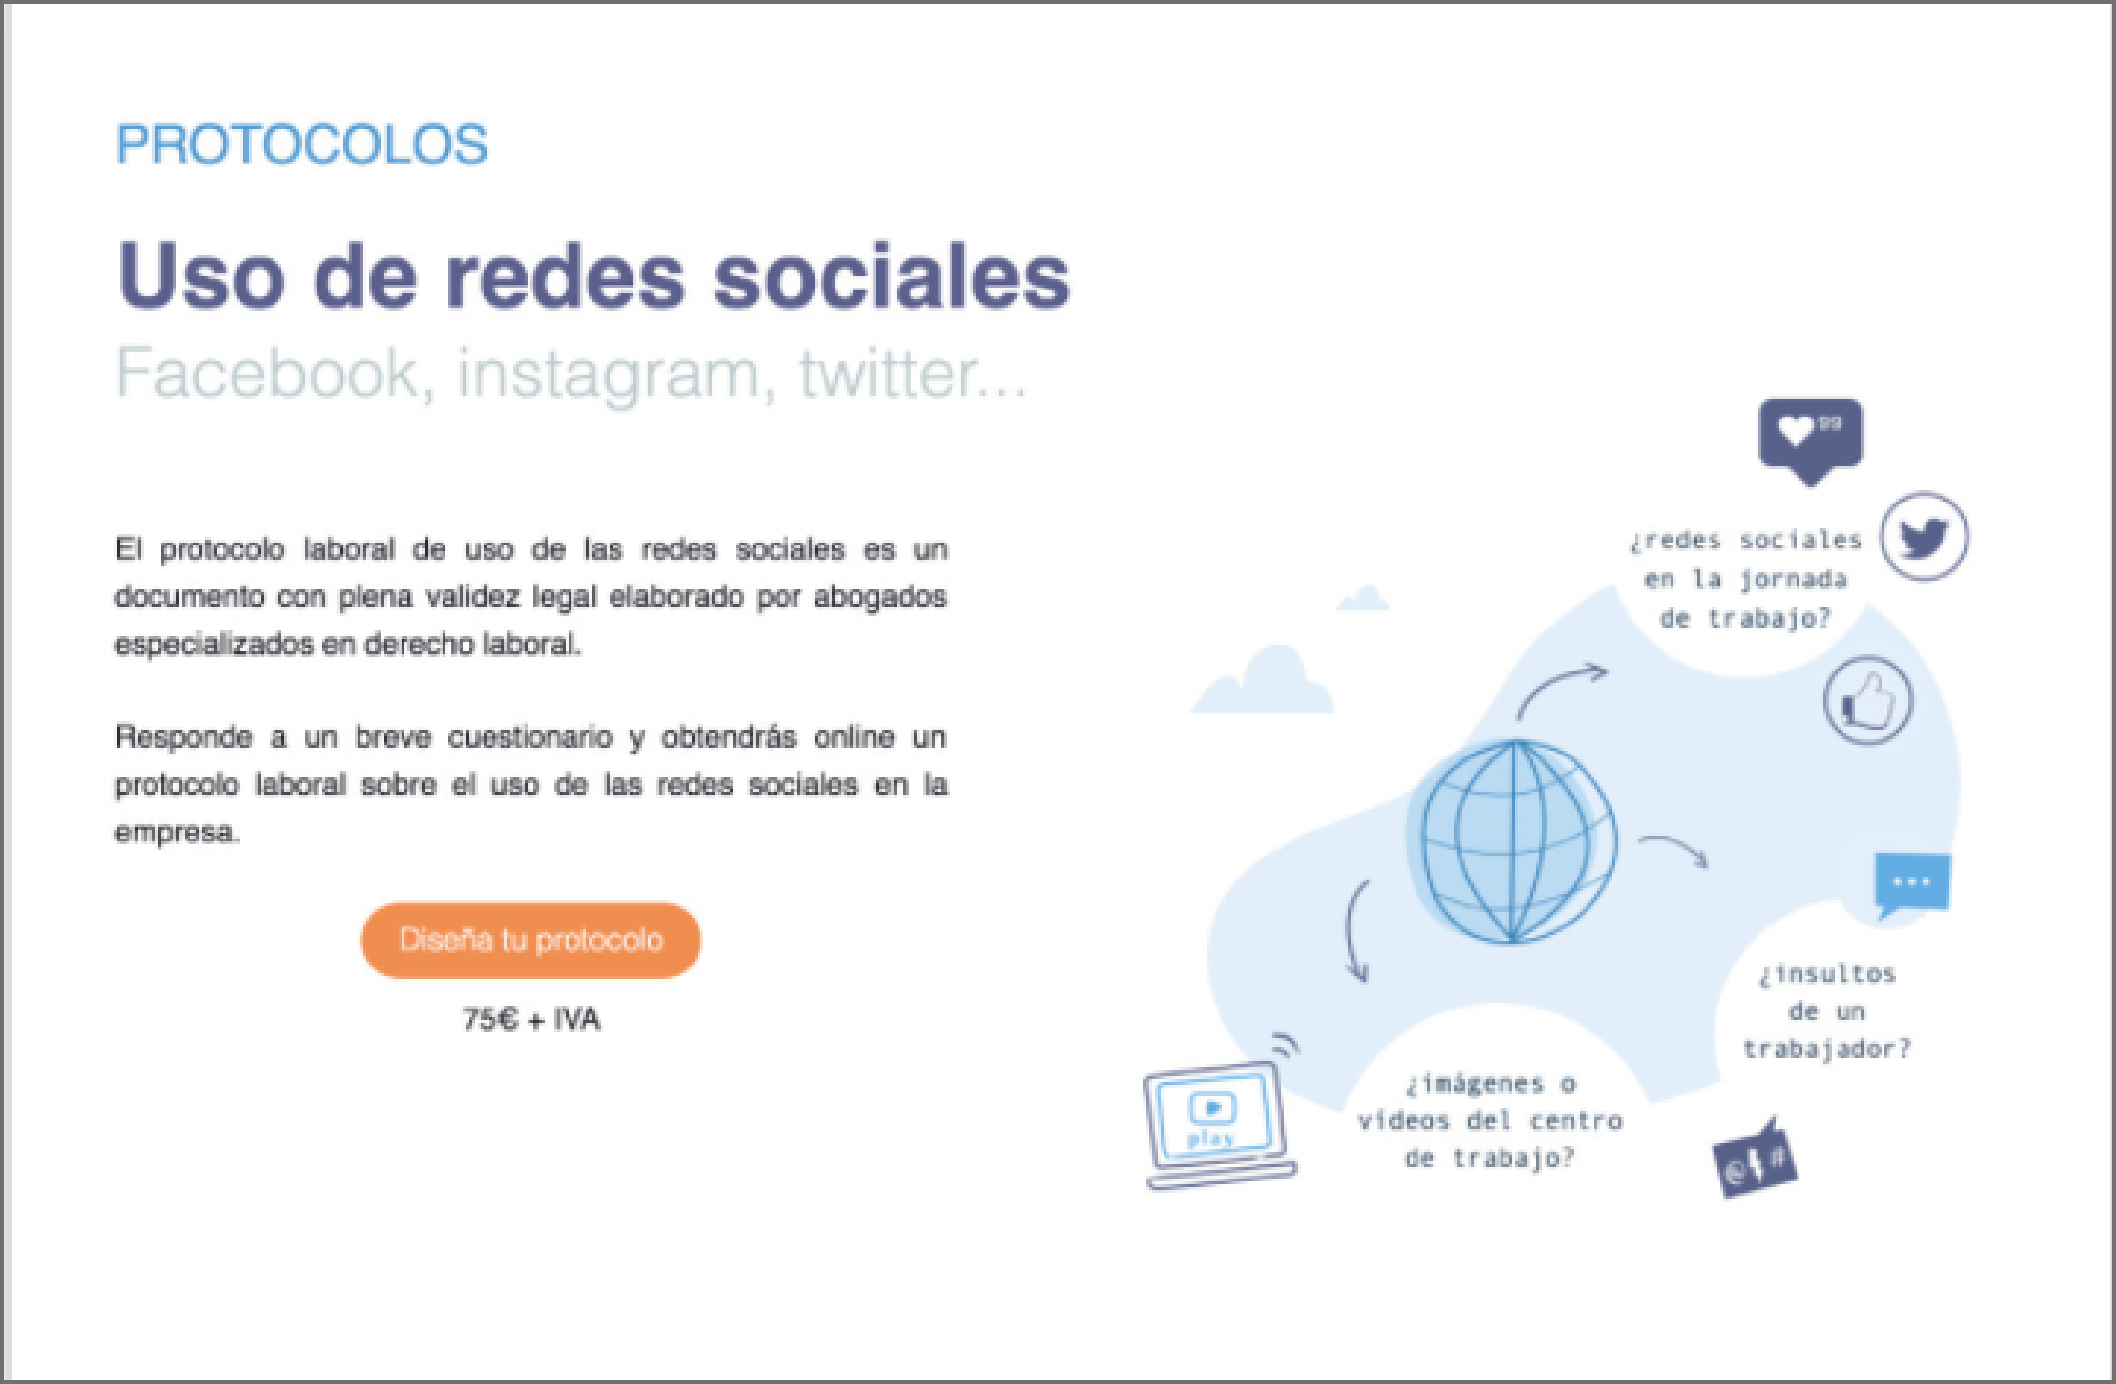 PROTOCOLOS
Uso de redes sociales
Facebook, instagram, twitter...
El protocolo laboral de uso de las redes sociales es un
documento con plena validez legal elaborado por abogados
especializados en derecho laboral.
Responde a un breve cuestionario y obtendrás online un
protocolo laboral sobre el uso de las redes sociales en la
empresa.
Diseña tu protocolo
75€ + IVA
99
¿redes sociales
en la jornada
de trabajo?
¿insultos
de un
trabajador?
¿imágenes o
vídeos del centro
de trabajo?
play
@ #